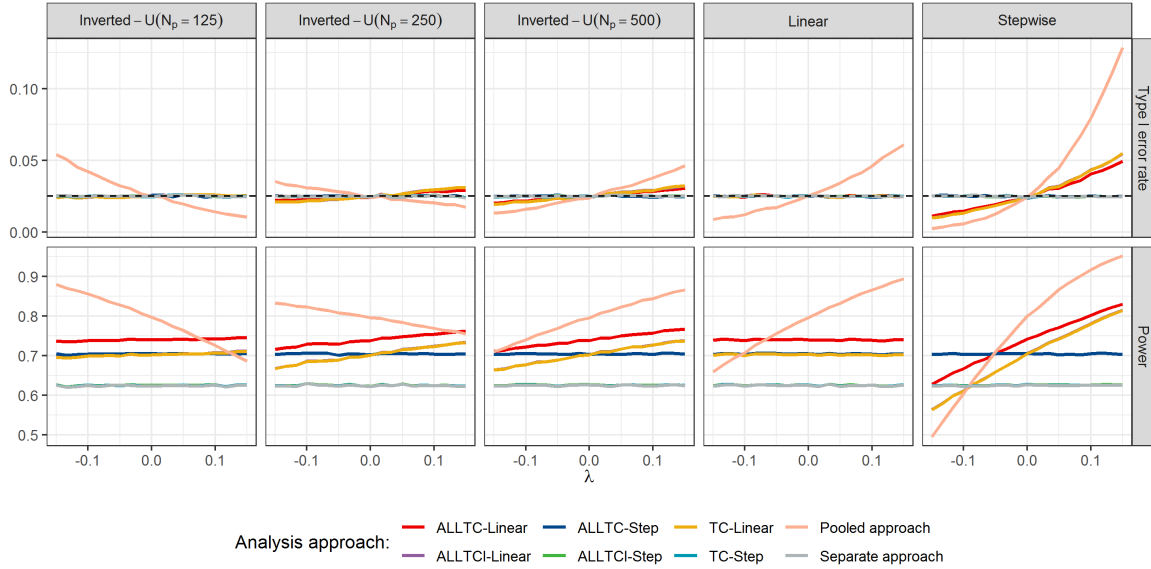 Inverted − U(Np = 125)
Inverted − U(Np = 250)
Inverted − U(Np = 500)
Linear
Stepwise
0.10
0.05
0.00
Type I error rate
0.9
0.8
0.7
0.6
0.5
Power
-0.1 0.0 0.1
-0.1 0.0 0.1
-0.1 0.0 0.1
-0.1 0.0 0.1
-0.1 0.0 0.1
λ
Analysis approach:
ALLTC-Linear
ALLTC-Step
TC-Linear
Pooled approach
ALLTCI-Linear
ALLTCI-Step
TC-Step
Separate approach